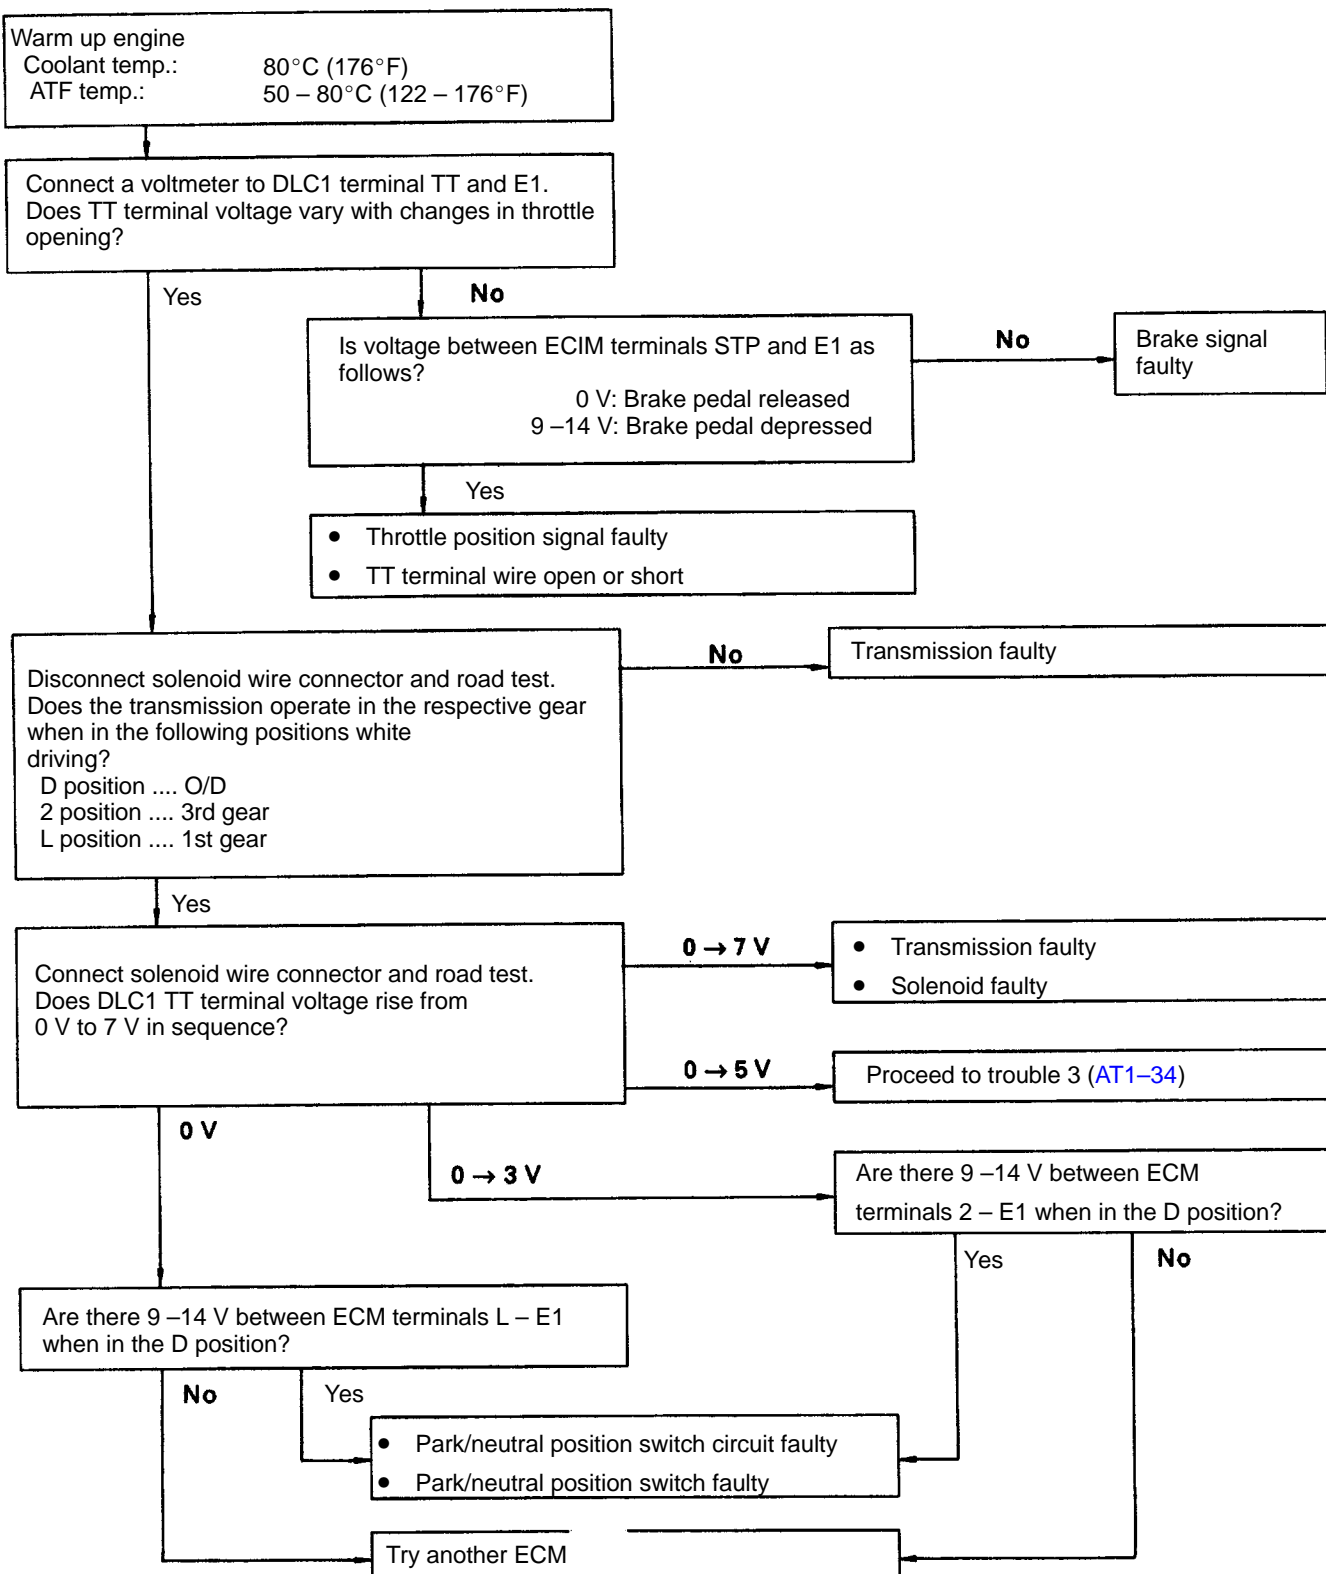 Warm up engine
Coolant temp.: 80°C (176°F)
ATF temp.: 50 – 80°C (122 – 176°F)
Connect a voltmeter to DLC1 terminal TT and E1.
Does TT terminal voltage vary with changes in throttle
opening?
Yes
No
Is voltage between ECIM terminals STP and E1 as
follows?
0 V: Brake pedal released
9 –14 V: Brake pedal depressed
No
Brake signal
faulty
Yes
• Throttle position signal faulty
• TT terminal wire open or short
Disconnect solenoid wire connector and road test.
Does the transmission operate in the respective gear
when in the following positions white
driving?
D position .... O/D
2 position .... 3rd gear
L position .... 1st gear
No
Transmission faulty
Yes
Connect solenoid wire connector and road test.
Does DLC1 TT terminal voltage rise from
0 V to 7 V in sequence?
0 → 7 V
• Transmission faulty
• Solenoid faulty
0 → 5 V
Proceed to trouble 3 (AT1–34)
0 V
0 → 3 V
Are there 9 –14 V between ECM
terminals 2 – E1 when in the D position?
Yes
No
Are there 9 –14 V between ECM terminals L – E1
when in the D position?
No
Yes
• Park/neutral position switch circuit faulty
• Park/neutral position switch faulty
Try another ECM